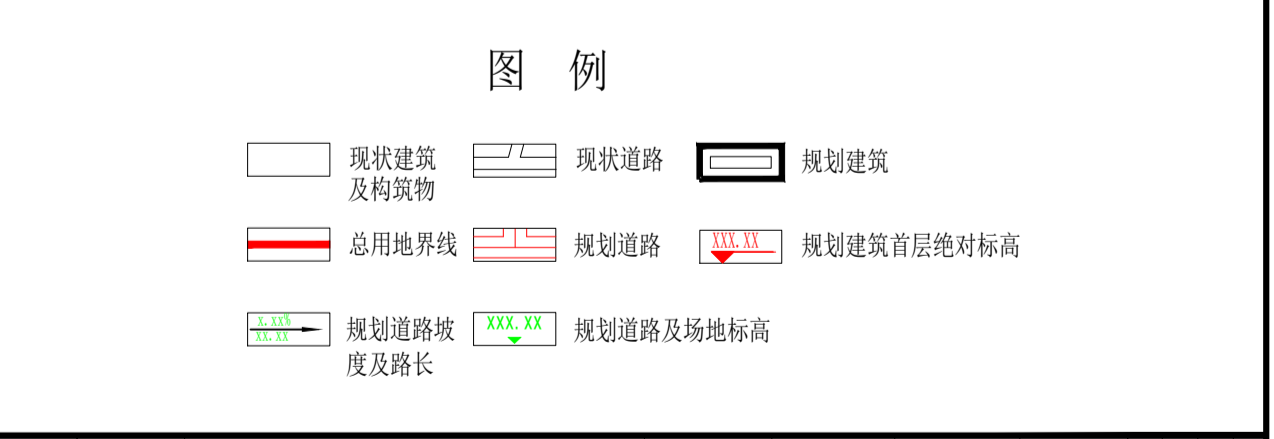 图 例
现状建筑
及构筑物
现状道路
规划建筑
总用地界线
规划道路
XXX. XX
规划建筑首层绝对标高
X. XX%
XX. XX
规划道路坡
度及路长
XXX. XX
规划道路及场地标高